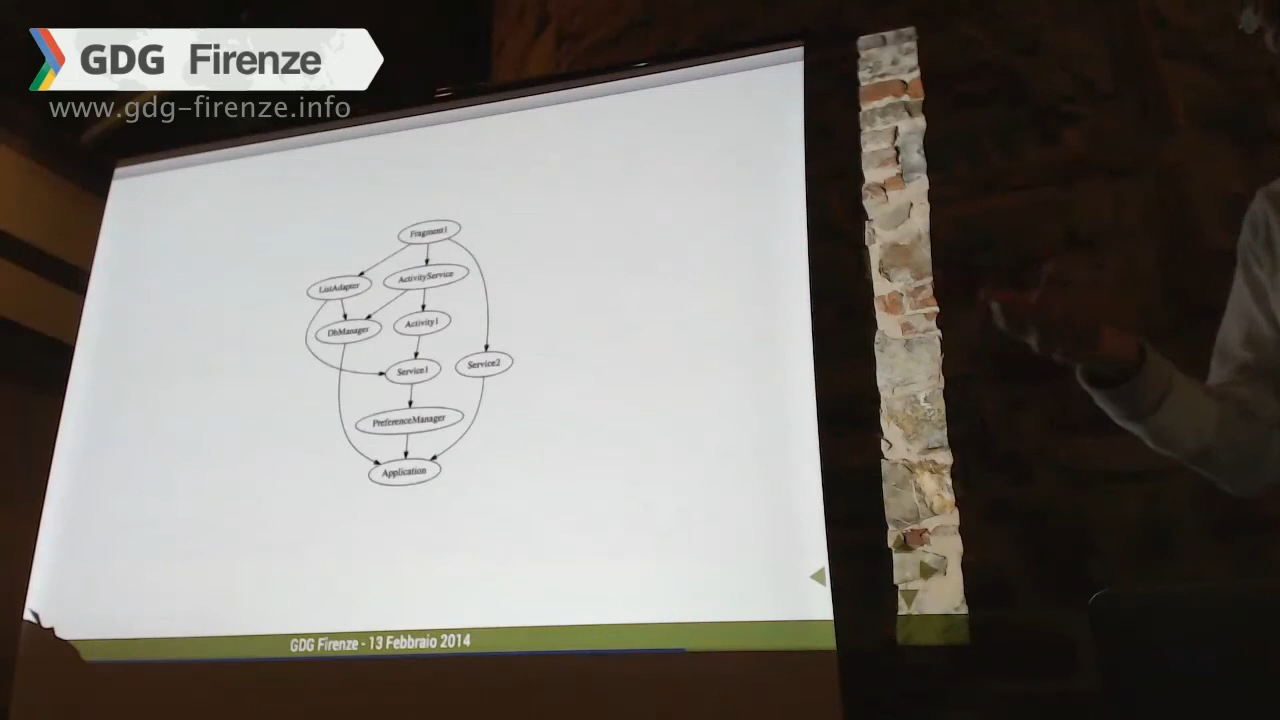 GDG Firenze
www.gdg-firenze.info
Fragment1
ListAdapter
ActivityService
DbManager
Activity1
Service1
Service2
PreferenceManager
Application
GDG Firenze - 13 Febbraio 2014